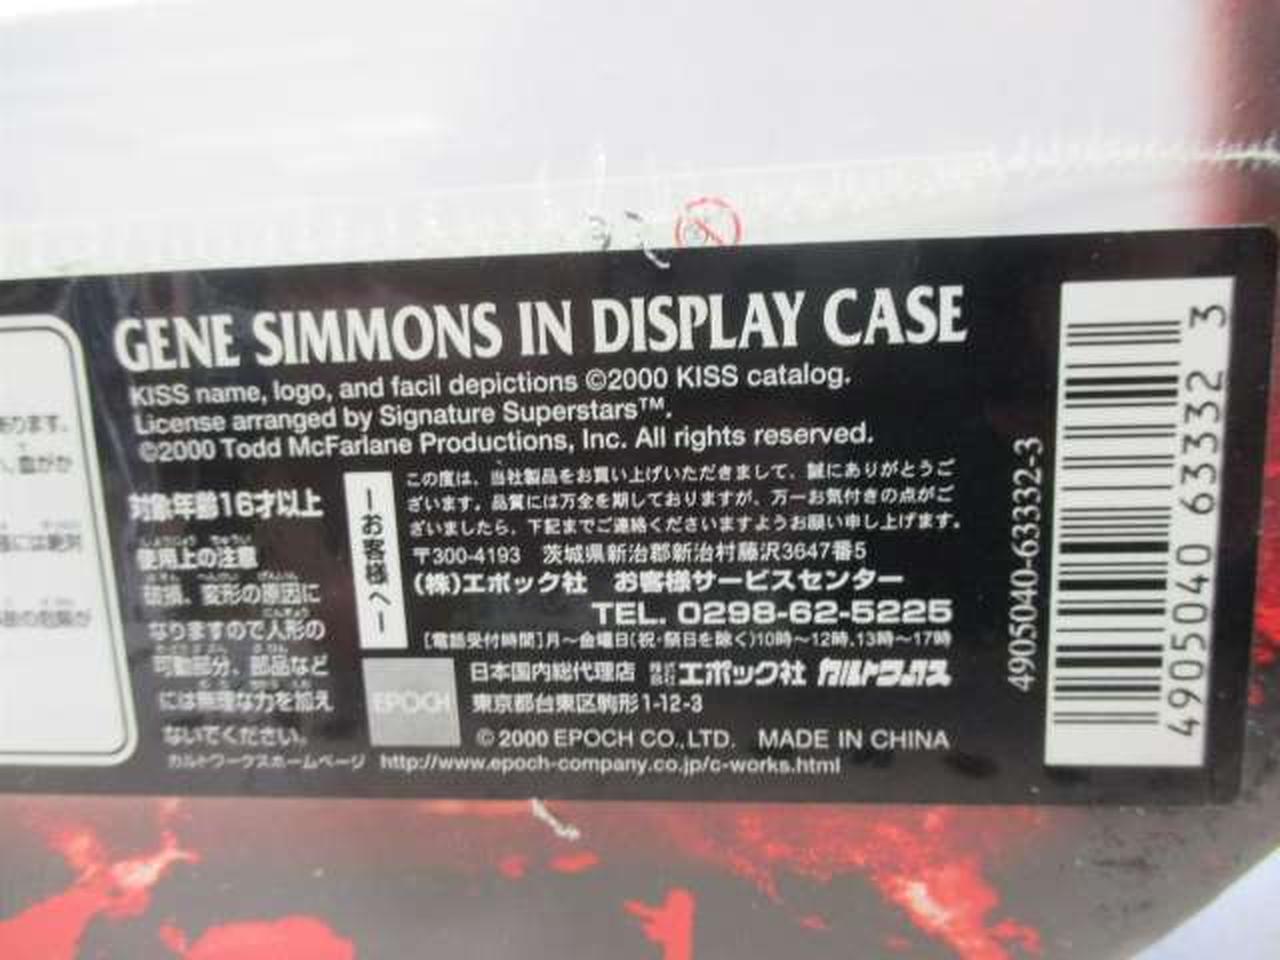 GENE SIMMONS IN DISPLAY CASE
KISS name, logo, and facil depictions ©2000 KISS catalog.
License arranged by Signature Superstars™.
©2000 Todd McFarlane Productions, Inc. All rights reserved.
対象年齢16才以上
使用上の注意
破損、変形の原因に
なりますので人形の
可動部分、部品など
には無理な力を加え
ないでください。
お客様へ
この度は、当社製品をお買い上げいただきまして、誠にありがとうご
ざいます。品質には万全を期しておりますが、万一お気付きの点がご
ざいましたら、下記までご連絡くださいますようお願い申し上げます。
〒300-4193 茨城県新治郡新治村藤沢3647番5
(株)エポック社 お客様サービスセンター
TEL. 0298-62-5225
[電話受付時間]月~金曜日(祝・祭日を除く)10時~12時,13時~17時
日本国内総代理店 株式会社エポック社 カルトワークス
東京都台東区駒形1-12-3
EPOCH
© 2000 EPOCH CO.,LTD. MADE IN CHINA
カルトワークスホームページ http://www.epoch-company.co.jp/c-works.html
4905040-63332-3
4905040 63332 3
あります。
には絶対